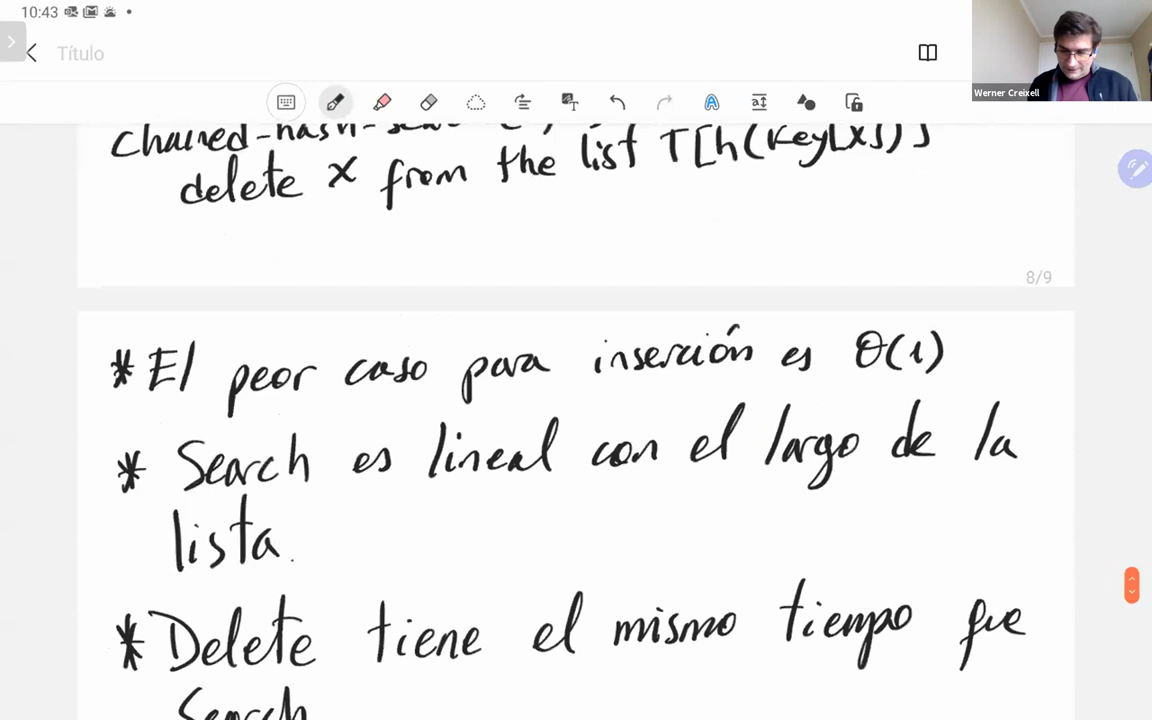 10:43
Título
Werner Creixell
delete x from the list T[h(key[x])]
8/9
* El peor caso para inserción es Θ(1)
* Search es lineal con el largo de la
lista.
* Delete tiene el mismo tiempo que
Search